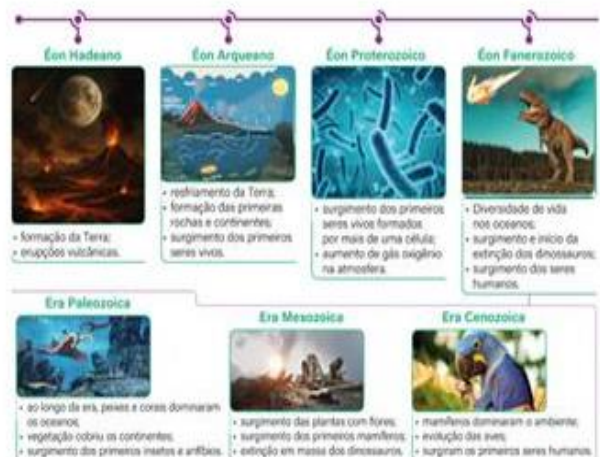 Éon Hadeano
Éon Arqueano
Éon Proterozoico
Éon Fanerozoico
• formação da Terra;
• erupções vulcânicas.
• resfriamento da Terra;
• formação das primeiras
rochas e continentes;
• surgimento dos primeiros
seres vivos.
• surgimento dos primeiros
seres vivos formados
por mais de uma célula;
• aumento de gás oxigênio
na atmosfera.
• Diversidade de vida
nos oceanos;
• surgimento e início da
extinção dos dinossauros;
• surgimento dos seres
humanos.
Era Paleozoica
Era Mesozoica
Era Cenozoica
• ao longo da era, peixes e corais dominaram
os oceanos;
• vegetação cobriu os continentes;
• surgimento dos primeiros insetos e anfíbios.
• surgimento das plantas com flores;
• surgimento dos primeiros mamíferos;
• extinção em massa dos dinossauros.
• mamíferos dominaram o ambiente;
• evolução das aves;
• surgiram os primeiros seres humanos.